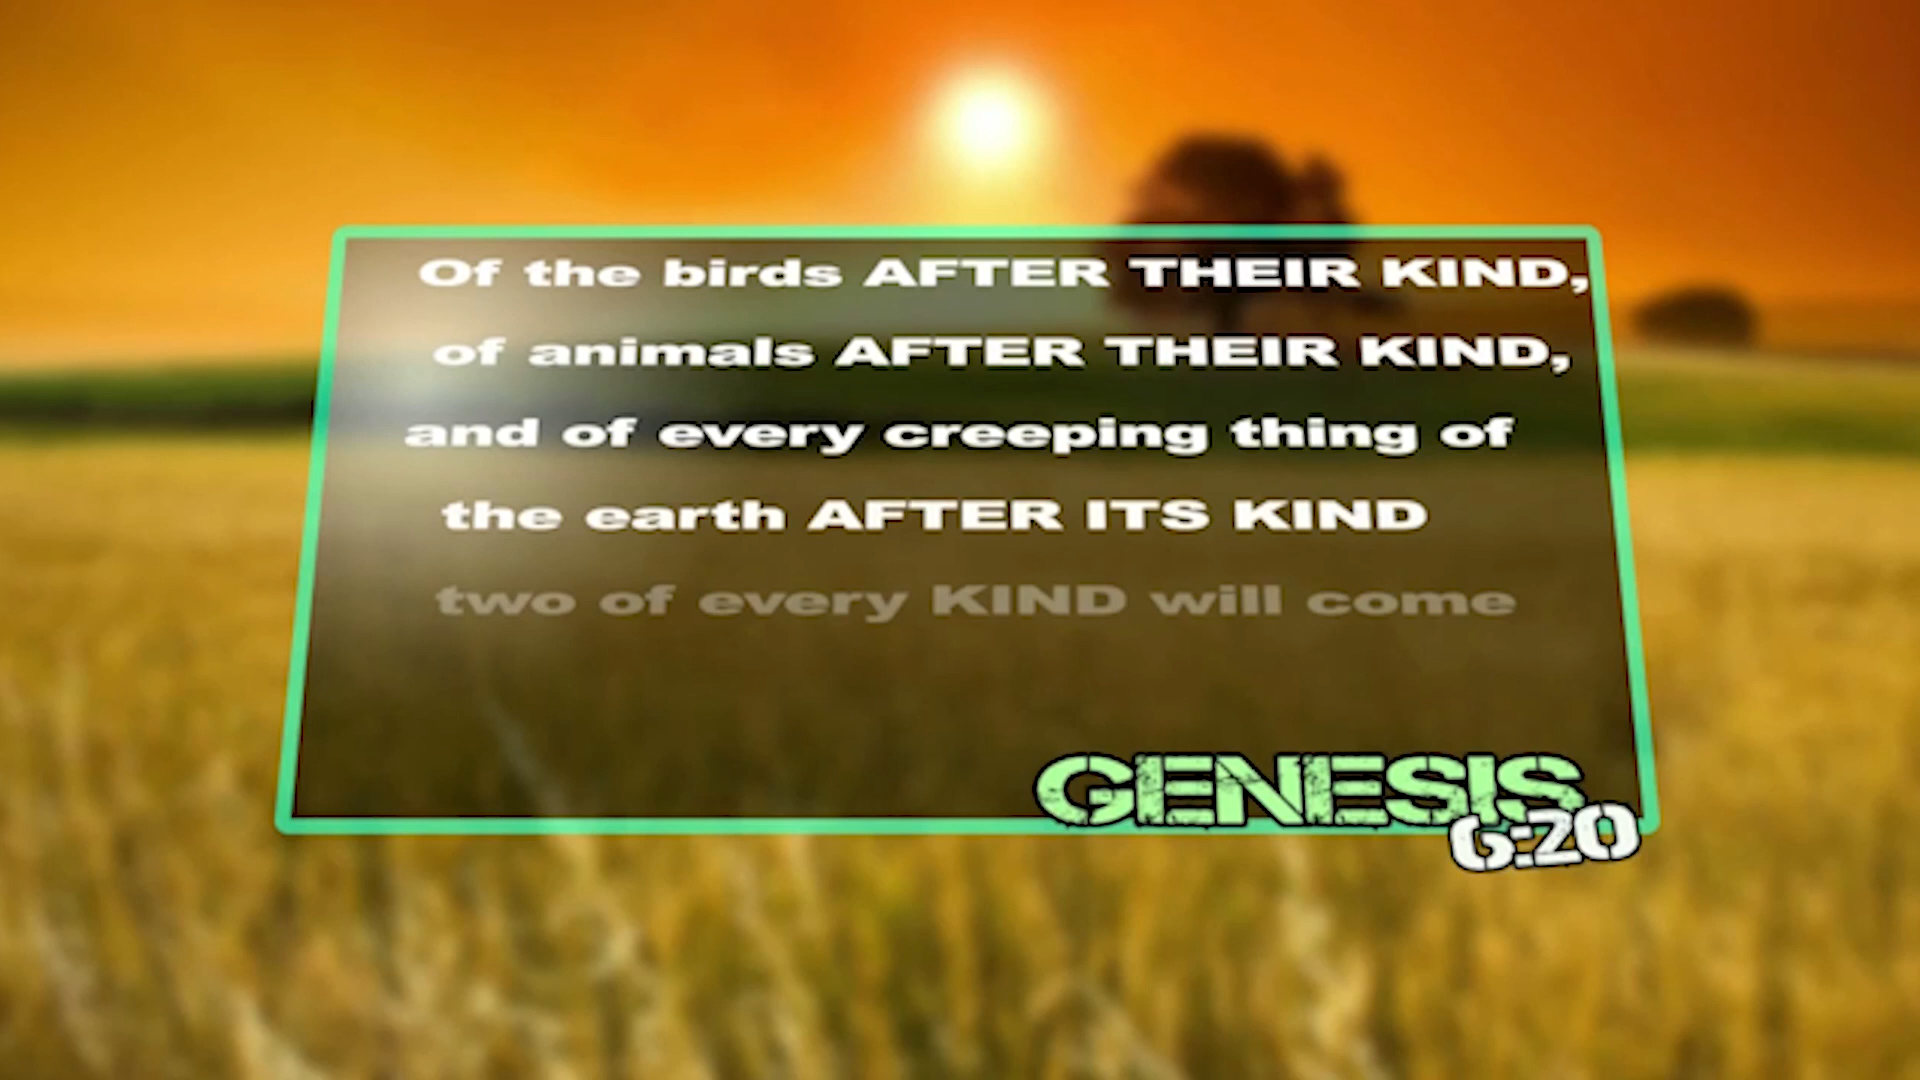 Of the birds AFTER THEIR KIND,
of animals AFTER THEIR KIND,
and of every creeping thing of
the earth AFTER ITS KIND
two of every KIND will come
GENESIS
6:20